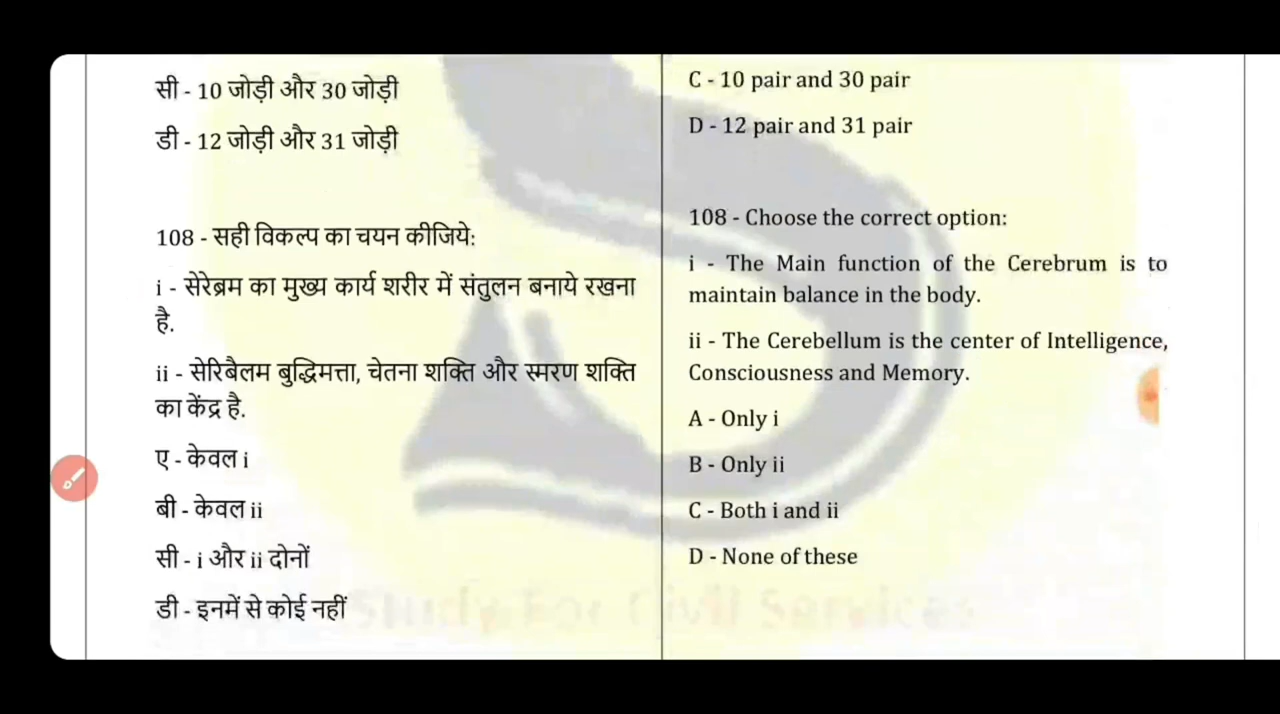 सी - 10 जोड़ी और 30 जोड़ी
डी - 12 जोड़ी और 31 जोड़ी
108 - सही विकल्प का चयन कीजिये:
i - सेरेब्रम का मुख्य कार्य शरीर में संतुलन बनाये रखना
है.
ii - सेरिबैलम बुद्धिमत्ता, चेतना शक्ति और स्मरण शक्ति
का केंद्र है.
ए - केवल i
बी - केवल ii
सी - i और ii दोनों
डी - इनमें से कोई नहीं
C - 10 pair and 30 pair
D - 12 pair and 31 pair
108 - Choose the correct option:
i - The Main function of the Cerebrum is to
maintain balance in the body.
ii - The Cerebellum is the center of Intelligence,
Consciousness and Memory.
A - Only i
B - Only ii
C - Both i and ii
D - None of these
Study For Civil Services